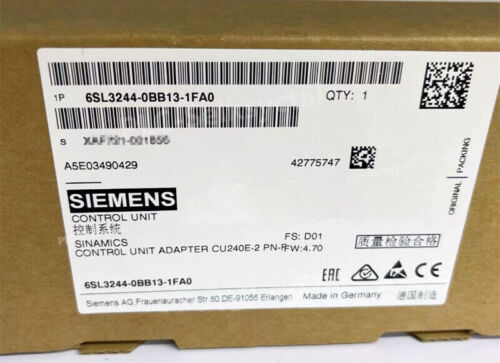 1P 6SL3244-0BB13-1FA0 QTY: 1
S
A5E03490429 42775747
ORIGINAL PACKING
SIEMENS
CONTROL UNIT
控制系统
SINAMICS FS: D01
CONTROL UNIT ADAPTER CU240E-2 PN-F FW:4.70
质量检验合格
6SL3244-0BB13-1FA0
EAC CE
Siemens AG,Frauenauracher Str 80,DE-91056 Erlangen
Made in Germany 德国制造